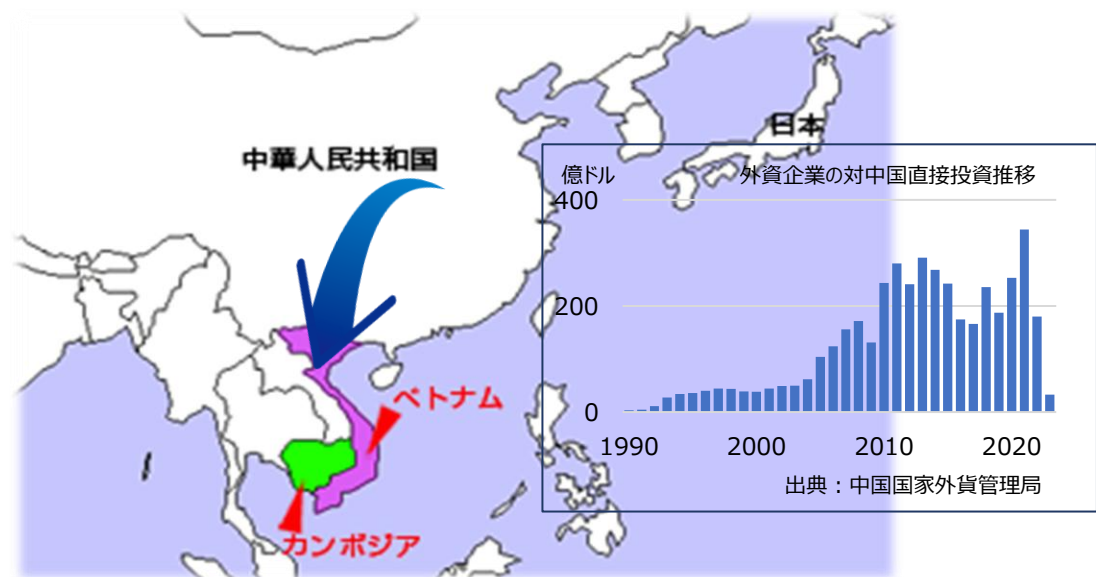 日本
中華人民共和国
億ドル
外資企業の対中国直接投資推移
400
200
0
1990
2000
2010
2020
出典：中国国家外貨管理局
ベトナム
カンボジア